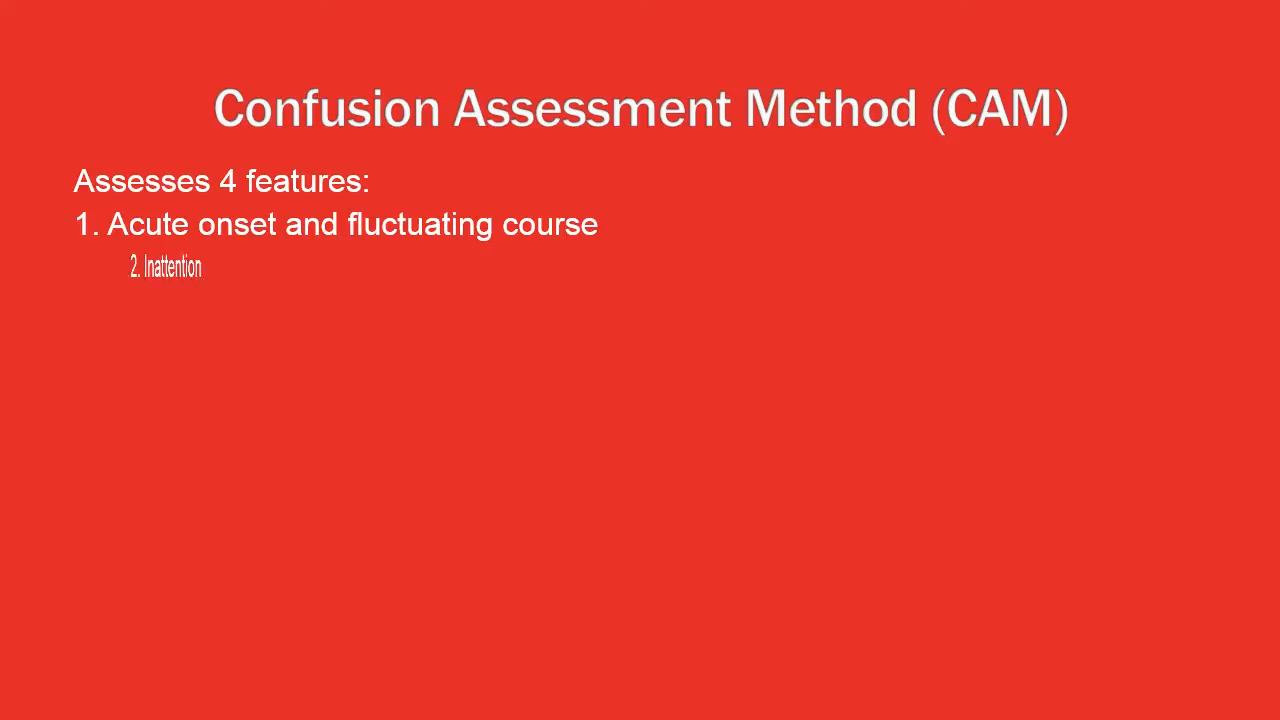 Confusion Assessment Method (CAM)
Assesses 4 features:
1. Acute onset and fluctuating course
2. Inattention